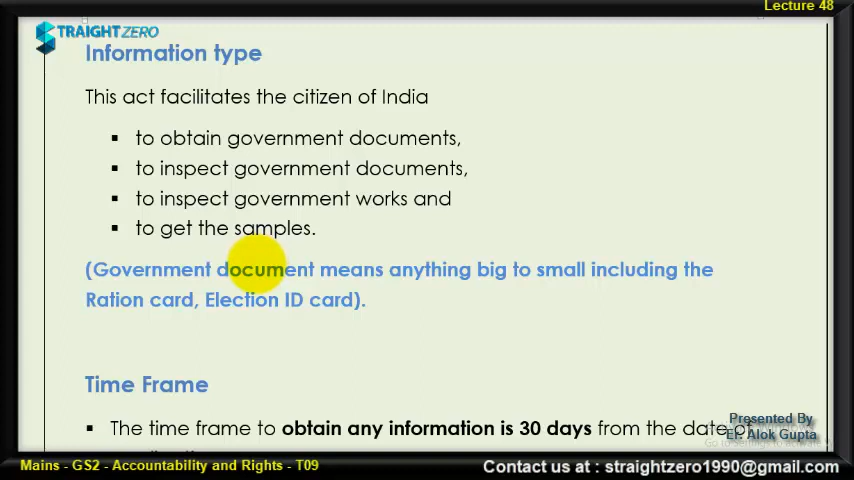 Lecture 48
STRAIGHTZERO
Information type
This act facilitates the citizen of India
▪ to obtain government documents,
▪ to inspect government documents,
▪ to inspect government works and
▪ to get the samples.
(Government document means anything big to small including the
Ration card, Election ID card).
Time Frame
▪ The time frame to obtain any information is 30 days from the date of
Presented By
Er. Alok Gupta
Mains - GS2 - Accountability and Rights - T09
Contact us at : straightzero1990@gmail.com